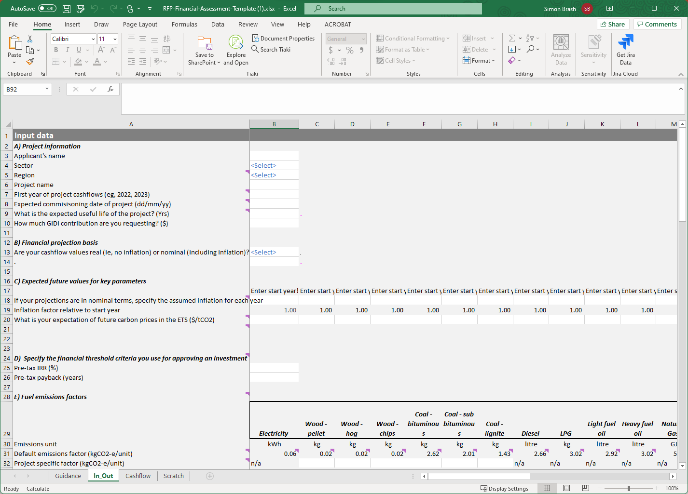 AutoSave Off RFF- Financial Assessment- Template (1).xlsx - Excel Search Simon Brash SB
File Home Insert Draw Page Layout Formulas Data Review View Help ACROBAT Share Comments
Calibri 11 Document Properties General Conditional Formatting Insert
Paste B I U Save to SharePoint Explore and Open Search Tiaki Format as Table Delete Analyze Data Sensitivity Get Jira Data
Cell Styles Format
Clipboard Font Alignment Tiaki Number Styles Cells Editing Analysis Sensitivity Jira Cloud
B92
A B C D E F G H I J K L M
1 Input data
2 A) Project information
3 Applicant's name
4 Sector <Select>
5 Region <Select>
6 Project name
7 First year of project cashflows (eg, 2022, 2023)
8 Expected commisisoning date of project (dd/mm/yy)
9 What is the expected useful life of the project? (Yrs)
10 How much GIDI contribution are you requesting? ($)
11
12 B) Financial projection basis
13 Are your cashflow values real (ie, no inflation) or nominal (including inflation)? <Select>
14
15
16 C) Expected future values for key parameters
17 Enter start year Enter start y Enter start y Enter start y Enter start y Enter start y Enter start y Enter start y Enter start y Enter start y Enter start y Enter s
18 If your projections are in nominal terms, specify the assumed inflation for each year
19 Inflation factor relative to start year 1.00 1.00 1.00 1.00 1.00 1.00 1.00 1.00 1.00 1.00 1.00
20 What is your expectation of future carbon prices in the ETS ($/tCO2)
21
22
23
24 D) Specify the financial threshold criteria you use for approving an investment
25 Pre-tax IRR (%)
26 Pre-tax payback (years)
27
28 E) Fuel emissions factors
29 Electricity Wood - pellet Wood - hog Wood - chips Coal - bituminous Coal - sub bituminous Coal - lignite Diesel LPG Light fuel oil Heavy fuel oil Natu Gas
30 Emissions unit kWh kg kg kg kg kg kg litre kg litre litre GJ
31 Default emissions factor (kgCO2-e/unit) 0.06 0.02 0.02 0.02 2.62 2.01 1.43 2.66 3.02 2.92 3.02 5
32 Project specific factor (kgCO2-e/unit) n/a n/a n/a n/a n/a n/a
Guidance In_Out Cashflow Scratch
Ready Calculate Display Settings 100%